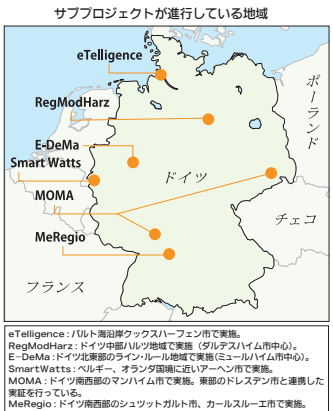 サブプロジェクトが進行している地域
eTelligence
RegModHarz
ポーランド
E-DeMa
Smart Watts
ドイツ
MOMA
チェコ
MeRegio
フランス
eTelligence：バルト海沿岸クックスハーフェン市で実施。
RegModHarz：ドイツ中部ハルツ地域で実施（ダルデスハイム市中心）。
E-DeMa：ドイツ北東部のライン・ルール地域で実施（ミュールハイム市中心）。
SmartWatts：ベルギー、オランダ国境に近いアーヘン市で実施。
MOMA：ドイツ南西部のマンハイム市で実施。東部のドレスデン市と連携した
実証を行っている。
MeRegio：ドイツ南西部のシュツットガルト市、カールスルーエ市で実施。